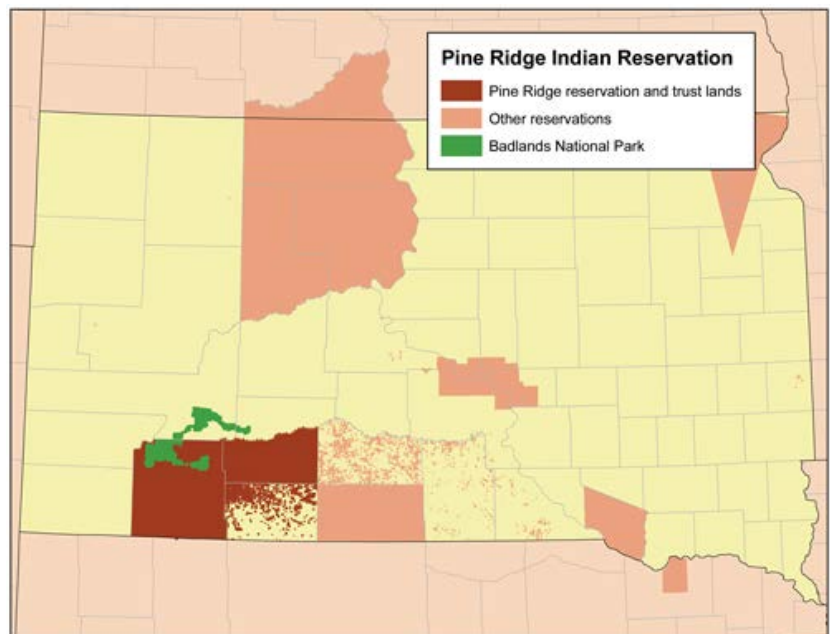 Pine Ridge Indian Reservation
Pine Ridge reservation and trust lands
Other reservations
Badlands National Park